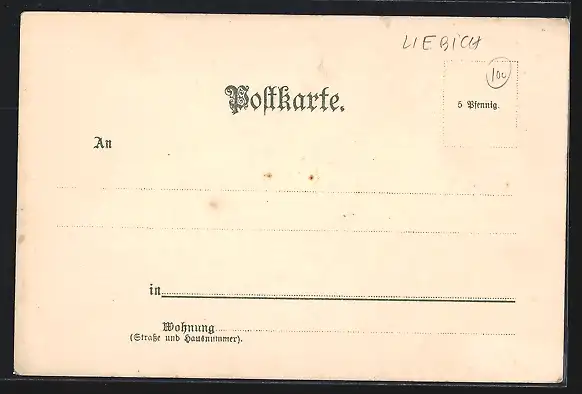 LIEBICH
100
Postkarte.
5 Pfennig.
An
in
Wohnung
(Straße und Hausnummer).